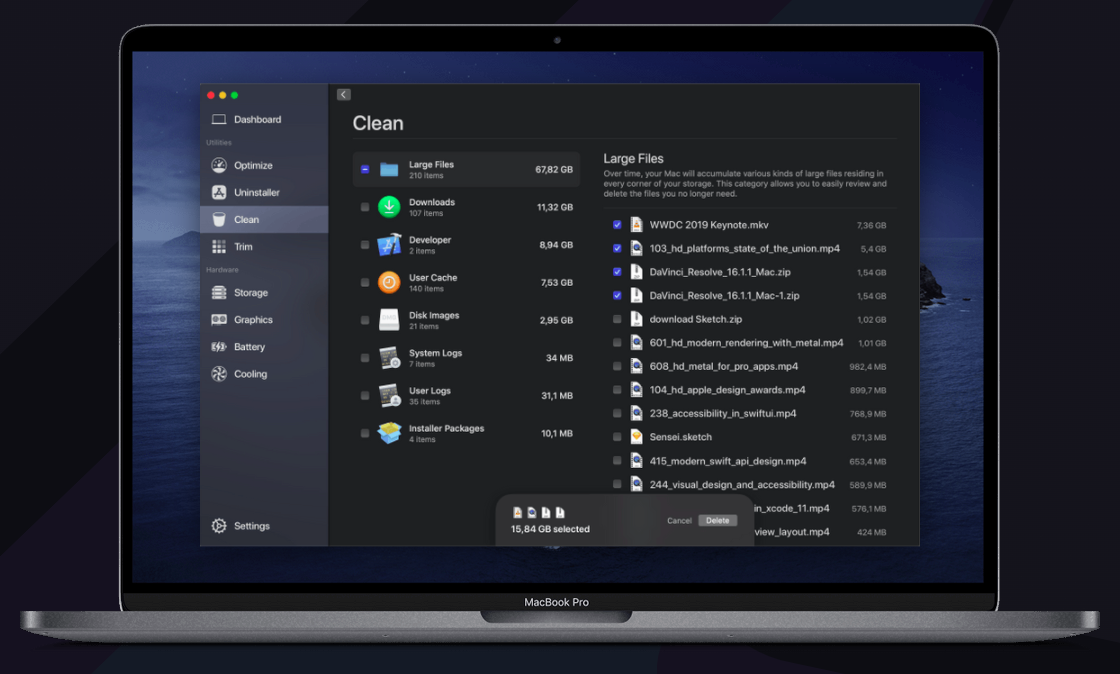 Dashboard
Utilities
Optimize
Uninstaller
Clean
Trim
Hardware
Storage
Graphics
Battery
Cooling
Settings
Clean
Large Files
210 items
67,82 GB
Downloads
107 items
11,32 GB
Developer
2 items
8,94 GB
User Cache
140 items
7,53 GB
Disk Images
21 items
2,95 GB
System Logs
7 items
34 MB
User Logs
35 items
31,1 MB
Installer Packages
4 items
10,1 MB
Large Files
Over time, your Mac will accumulate various kinds of large files residing in
every corner of your storage. This category allows you to easily review and
delete the files you no longer need.
WWDC 2019 Keynote.mkv 7,36 GB
103_hd_platforms_state_of_the_union.mp4 5,4 GB
DaVinci_Resolve_16.1.1_Mac.zip 1,54 GB
DaVinci_Resolve_16.1.1_Mac-1.zip 1,54 GB
download Sketch.zip 1,02 GB
601_hd_modern_rendering_with_metal.mp4 1,01 GB
608_hd_metal_for_pro_apps.mp4 982,4 MB
104_hd_apple_design_awards.mp4 899,7 MB
238_accessibility_in_swiftui.mp4 768,9 MB
Sensei.sketch 671,3 MB
415_modern_swift_api_design.mp4 653,4 MB
244_visual_design_and_accessibility.mp4 589,9 MB
in_xcode_11.mp4 576,1 MB
view_layout.mp4 424 MB
15,84 GB selected
Cancel Delete
MacBook Pro